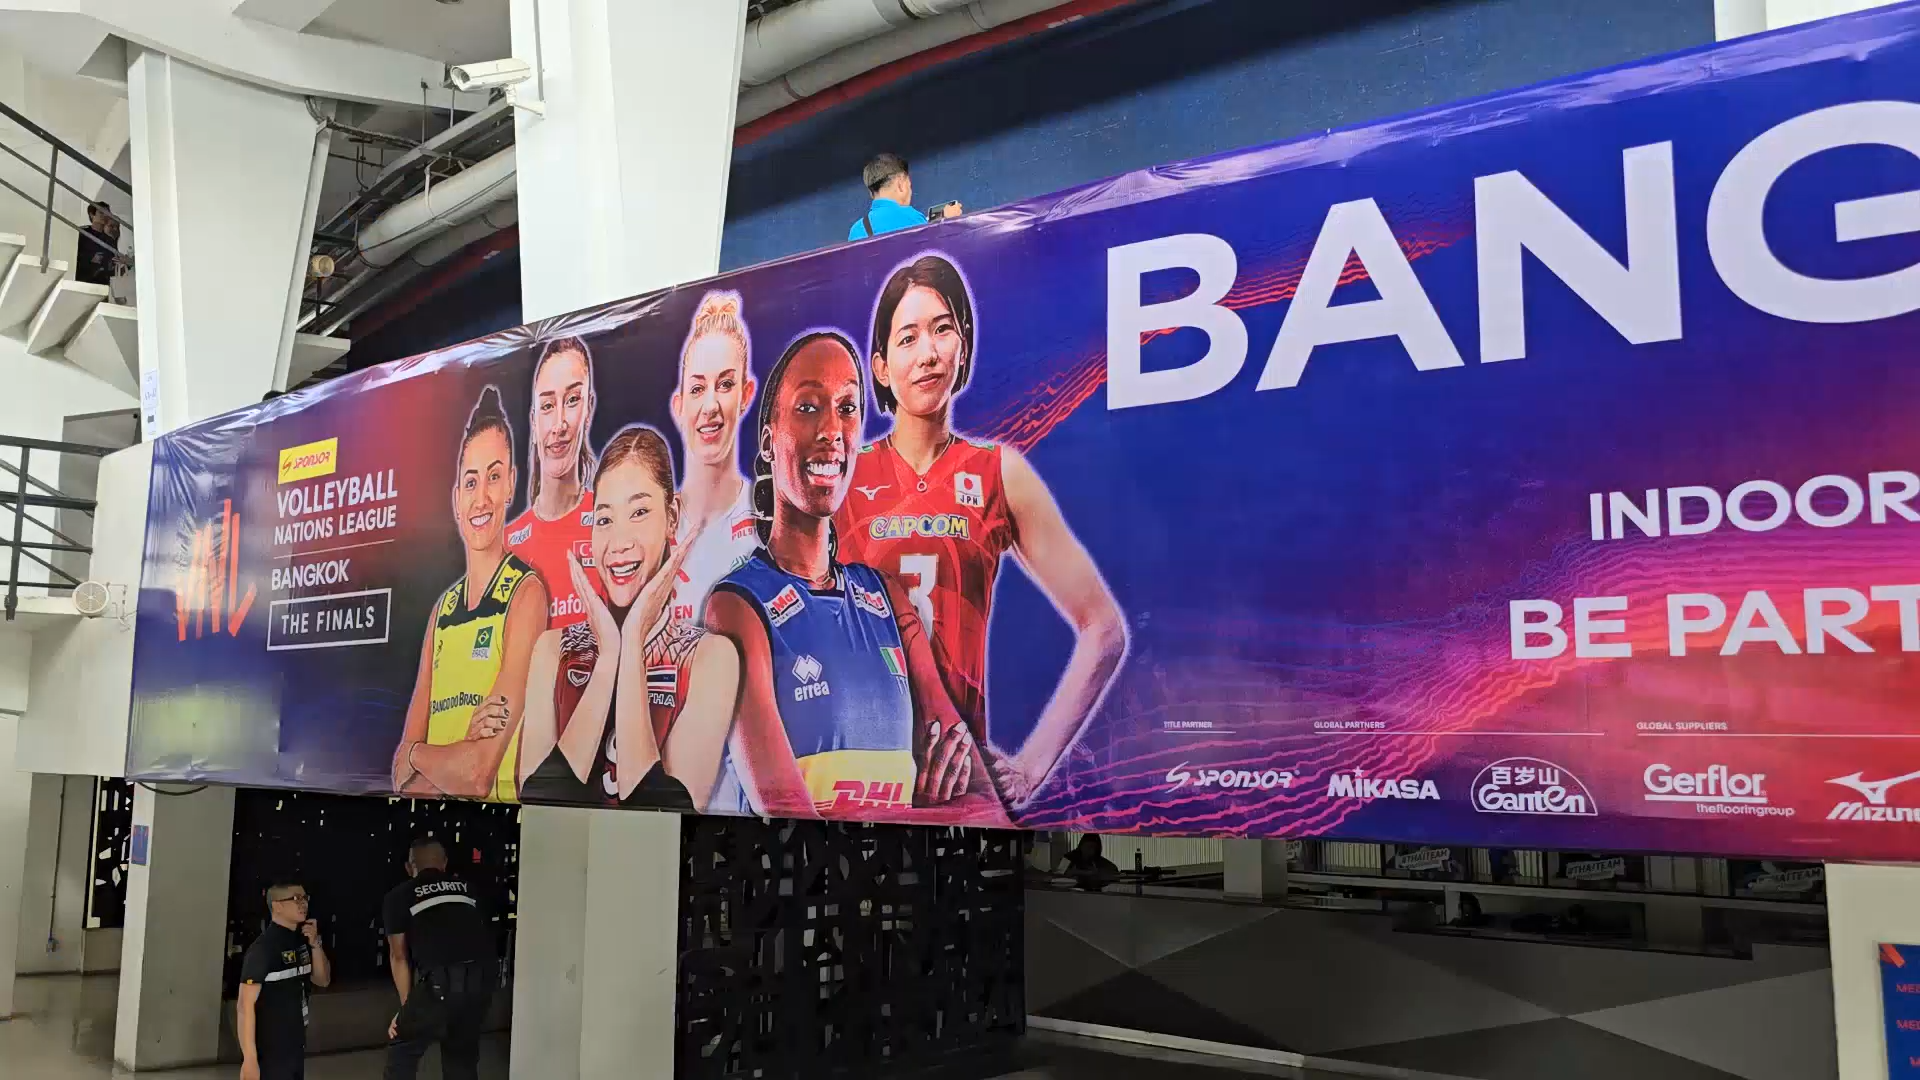 SPONSOR
VOLLEYBALL
NATIONS LEAGUE
BANGKOK
THE FINALS
VNL
BRASIL
BANCO DO BRASIL
THA
errea
DHL
JPN
CAPCOM
3
BANG
INDOOR
BE PART
TITLE PARTNER
SPONSOR
GLOBAL PARTNERS
MIKASA
百岁山
Ganten
GLOBAL SUPPLIERS
Gerflor
theflooringgroup
MIZUNO
SECURITY
#THAITEAM
#THAITEAM